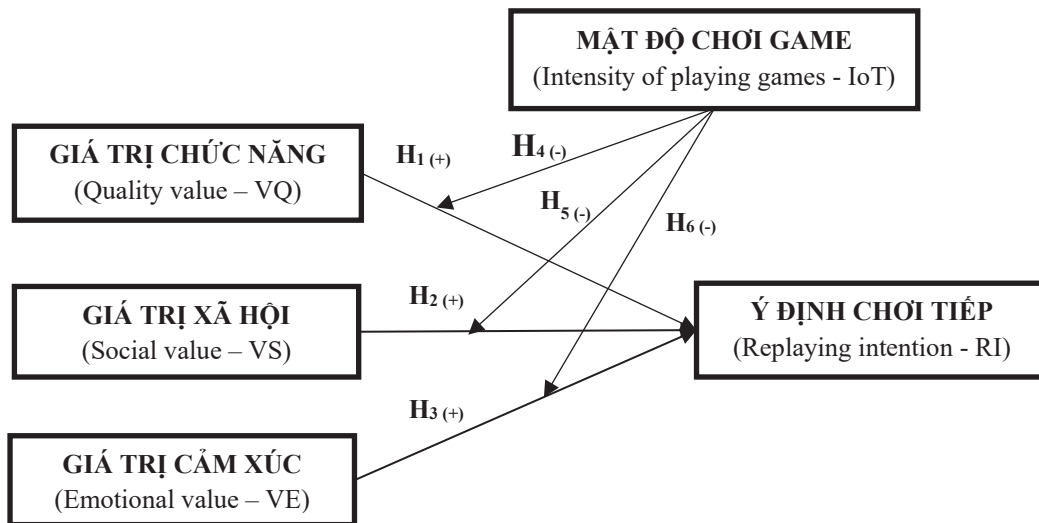 MẬT ĐỘ CHƠI GAME
(Intensity of playing games - IoT)
GIÁ TRỊ CHỨC NĂNG
(Quality value – VQ)
H1 (+)
H4 (-)
H5 (-)
H6 (-)
GIÁ TRỊ XÃ HỘI
(Social value – VS)
H2 (+)
Ý ĐỊNH CHƠI TIẾP
(Replaying intention - RI)
H3 (+)
GIÁ TRỊ CẢM XÚC
(Emotional value – VE)